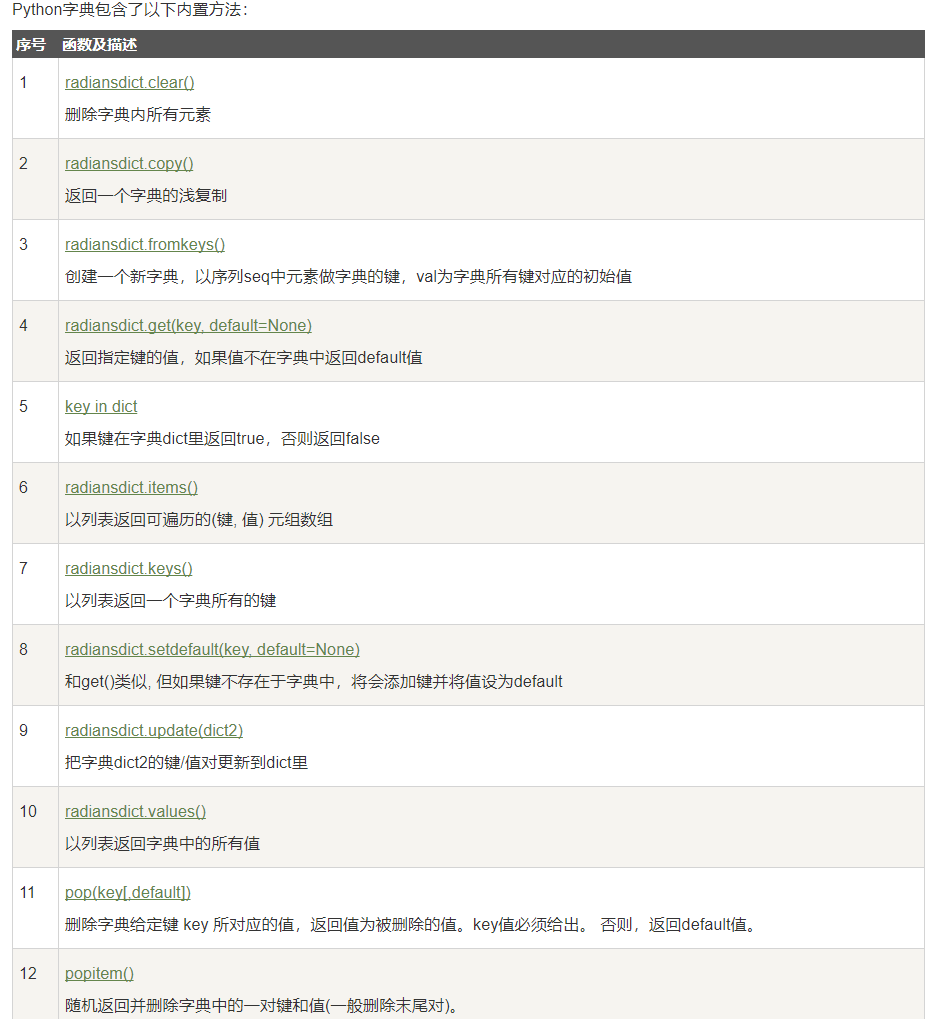 Python字典包含了以下内置方法：
序号 函数及描述
1 radiansdict.clear()
删除字典内所有元素
2 radiansdict.copy()
返回一个字典的浅复制
3 radiansdict.fromkeys()
创建一个新字典，以序列seq中元素做字典的键，val为字典所有键对应的初始值
4 radiansdict.get(key, default=None)
返回指定键的值，如果值不在字典中返回default值
5 key in dict
如果键在字典dict里返回true，否则返回false
6 radiansdict.items()
以列表返回可遍历的(键, 值) 元组数组
7 radiansdict.keys()
以列表返回一个字典所有的键
8 radiansdict.setdefault(key, default=None)
和get()类似, 但如果键不存在于字典中，将会添加键并将值设为default
9 radiansdict.update(dict2)
把字典dict2的键/值对更新到dict里
10 radiansdict.values()
以列表返回字典中的所有值
11 pop(key[,default])
删除字典给定键 key 所对应的值，返回值为被删除的值。key值必须给出。 否则，返回default值。
12 popitem()
随机返回并删除字典中的一对键和值(一般删除末尾对)。